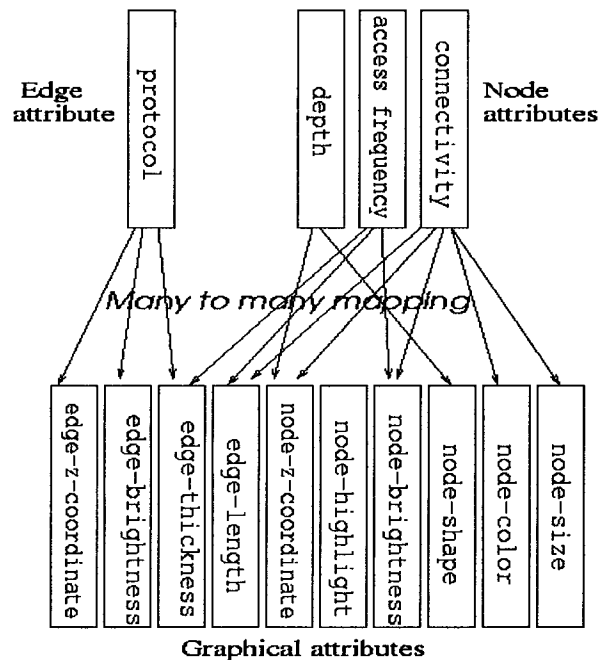 Edge
attribute
protocol
depth
access frequency
connectivity
Node
attributes
Many to many mapping
edge-z-coordinate
edge-brightness
edge-thickness
edge-length
node-z-coordinate
node-highlight
node-brightness
node-shape
node-color
node-size
Graphical attributes